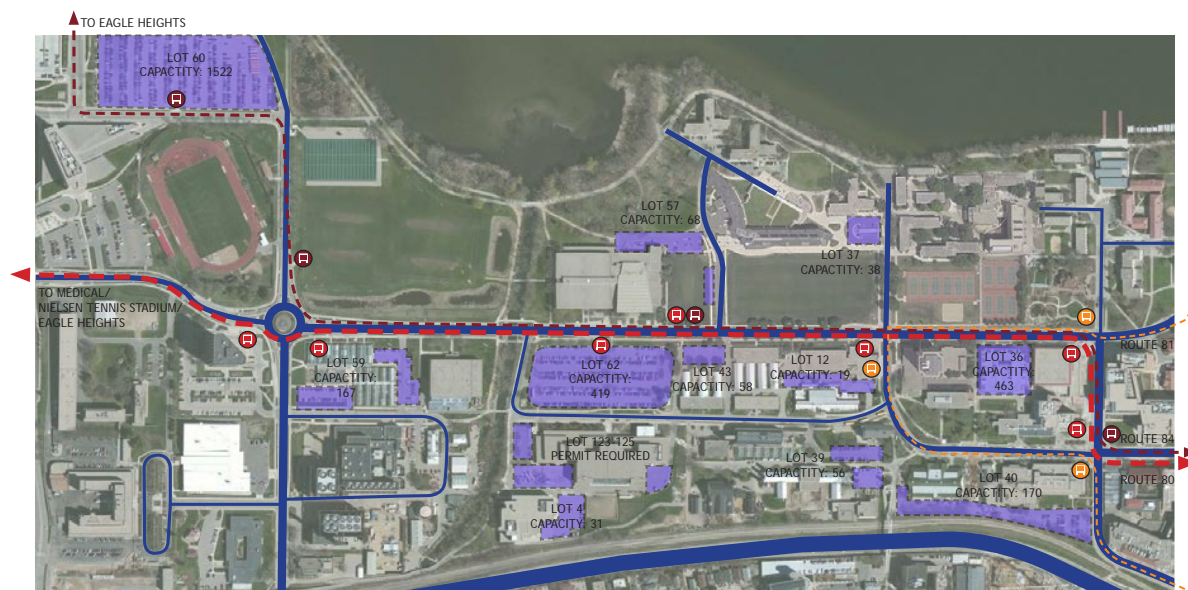 TO EAGLE HEIGHTS
LOT 60
CAPACTITY: 1522
LOT 57
CAPACTITY: 68
LOT 37
CAPACTITY: 38
TO MEDICAL/
NIELSEN TENNIS STADIUM/
EAGLE HEIGHTS
LOT 59
CAPACTITY:
167
LOT 62
CAPACTITY:
419
LOT 43
CAPACTITY: 58
LOT 12
CAPACTITY: 19
LOT 36
CAPACTITY:
463
ROUTE 81
LOT 123-125
PERMIT REQUIRED
LOT 39
CAPACTITY: 56
ROUTE 84
LOT 40
CAPACTITY: 170
ROUTE 80
LOT 4
CAPACTITY: 31